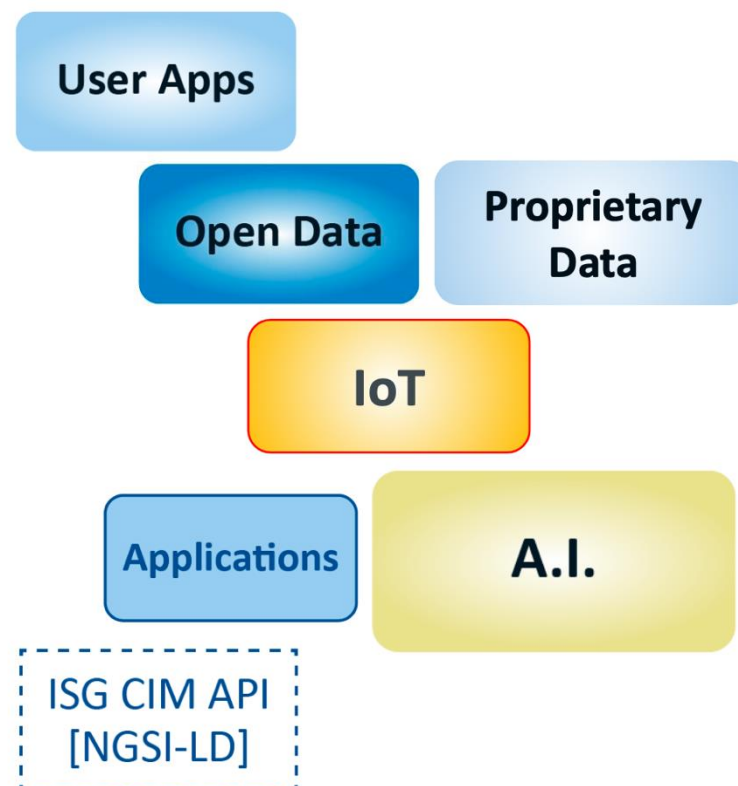 User Apps
Open Data
Proprietary
Data
IoT
Applications
A.I.
ISG CIM API
[NGSI-LD]